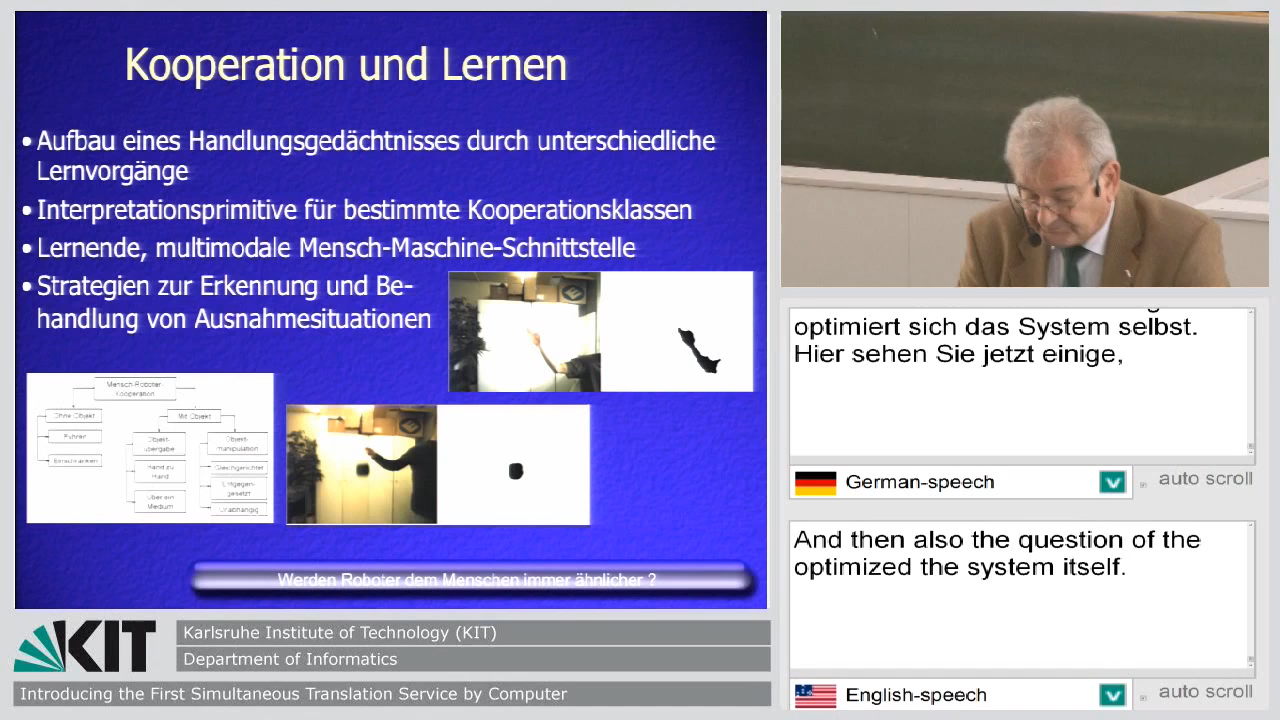 Kooperation und Lernen
• Aufbau eines Handlungsgedächtnisses durch unterschiedliche
Lernvorgänge
• Interpretationsprimitive für bestimmte Kooperationsklassen
• Lernende, multimodale Mensch-Maschine-Schnittstelle
• Strategien zur Erkennung und Be-
handlung von Ausnahmesituationen
Mensch-Roboter-
Kooperation
Ohne Objekt
Mit Objekt
Führen
Einschränken
Objekt-
übergabe
Hand zu
Hand
Über ein
Medium
Objekt-
manipulation
Gleichgerichtet
Entgegen-
gesetzt
Unabhängig
Werden Roboter dem Menschen immer ähnlicher ?
optimiert sich das System selbst.
Hier sehen Sie jetzt einige,
German-speech
auto scroll
And then also the question of the
optimized the system itself.
English-speech
auto scroll
KIT
Karlsruhe Institute of Technology (KIT)
Department of Informatics
Introducing the First Simultaneous Translation Service by Computer